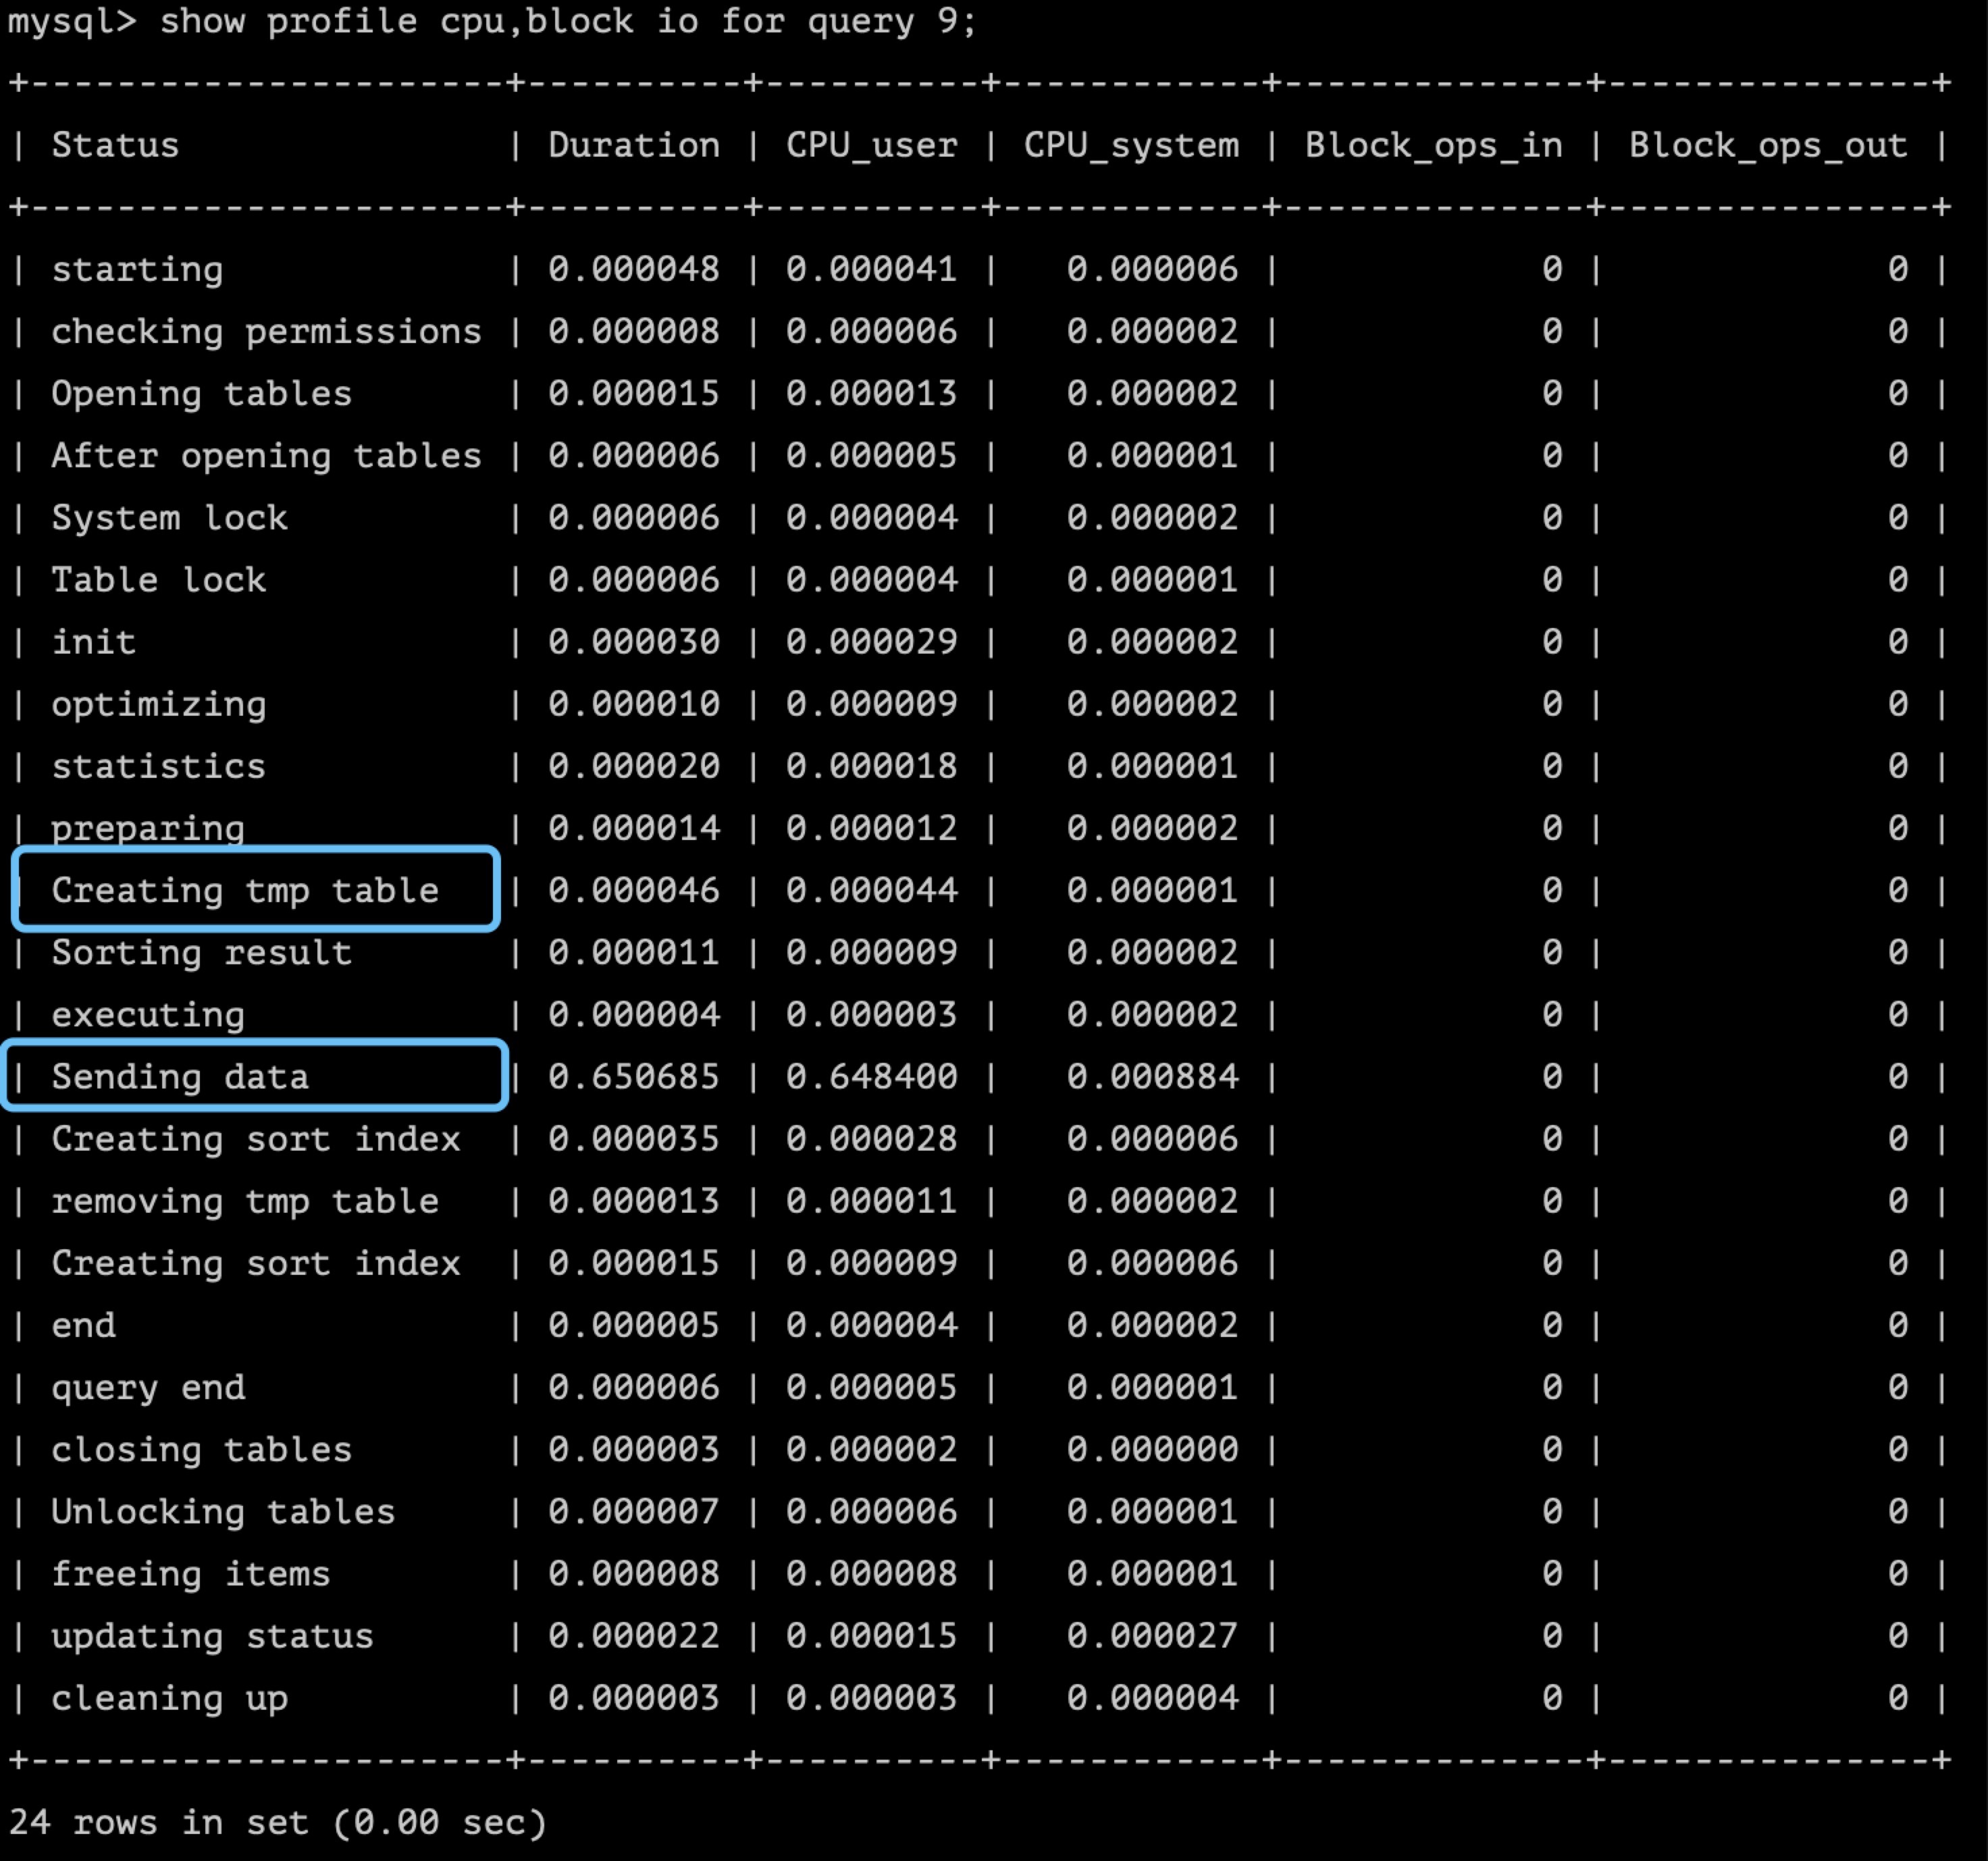 mysql> show profile cpu,block io for query 9;
+----------------------+----------+----------+------------+--------------+---------------+
| Status               | Duration | CPU_user | CPU_system | Block_ops_in | Block_ops_out |
+----------------------+----------+----------+------------+--------------+---------------+
| starting             | 0.000048 | 0.000041 |   0.000006 |            0 |             0 |
| checking permissions | 0.000008 | 0.000006 |   0.000002 |            0 |             0 |
| Opening tables       | 0.000015 | 0.000013 |   0.000002 |            0 |             0 |
| After opening tables | 0.000006 | 0.000005 |   0.000001 |            0 |             0 |
| System lock          | 0.000006 | 0.000004 |   0.000002 |            0 |             0 |
| Table lock           | 0.000006 | 0.000004 |   0.000001 |            0 |             0 |
| init                 | 0.000030 | 0.000029 |   0.000002 |            0 |             0 |
| optimizing           | 0.000010 | 0.000009 |   0.000002 |            0 |             0 |
| statistics           | 0.000020 | 0.000018 |   0.000001 |            0 |             0 |
| preparing            | 0.000014 | 0.000012 |   0.000002 |            0 |             0 |
| Creating tmp table   | 0.000046 | 0.000044 |   0.000001 |            0 |             0 |
| Sorting result       | 0.000011 | 0.000009 |   0.000002 |            0 |             0 |
| executing            | 0.000004 | 0.000003 |   0.000002 |            0 |             0 |
| Sending data         | 0.650685 | 0.648400 |   0.000884 |            0 |             0 |
| Creating sort index  | 0.000035 | 0.000028 |   0.000006 |            0 |             0 |
| removing tmp table   | 0.000013 | 0.000011 |   0.000002 |            0 |             0 |
| Creating sort index  | 0.000015 | 0.000009 |   0.000006 |            0 |             0 |
| end                  | 0.000005 | 0.000004 |   0.000002 |            0 |             0 |
| query end            | 0.000006 | 0.000005 |   0.000001 |            0 |             0 |
| closing tables       | 0.000003 | 0.000002 |   0.000000 |            0 |             0 |
| Unlocking tables     | 0.000007 | 0.000006 |   0.000001 |            0 |             0 |
| freeing items        | 0.000008 | 0.000008 |   0.000001 |            0 |             0 |
| updating status      | 0.000022 | 0.000015 |   0.000027 |            0 |             0 |
| cleaning up          | 0.000003 | 0.000003 |   0.000004 |            0 |             0 |
+----------------------+----------+----------+------------+--------------+---------------+
24 rows in set (0.00 sec)